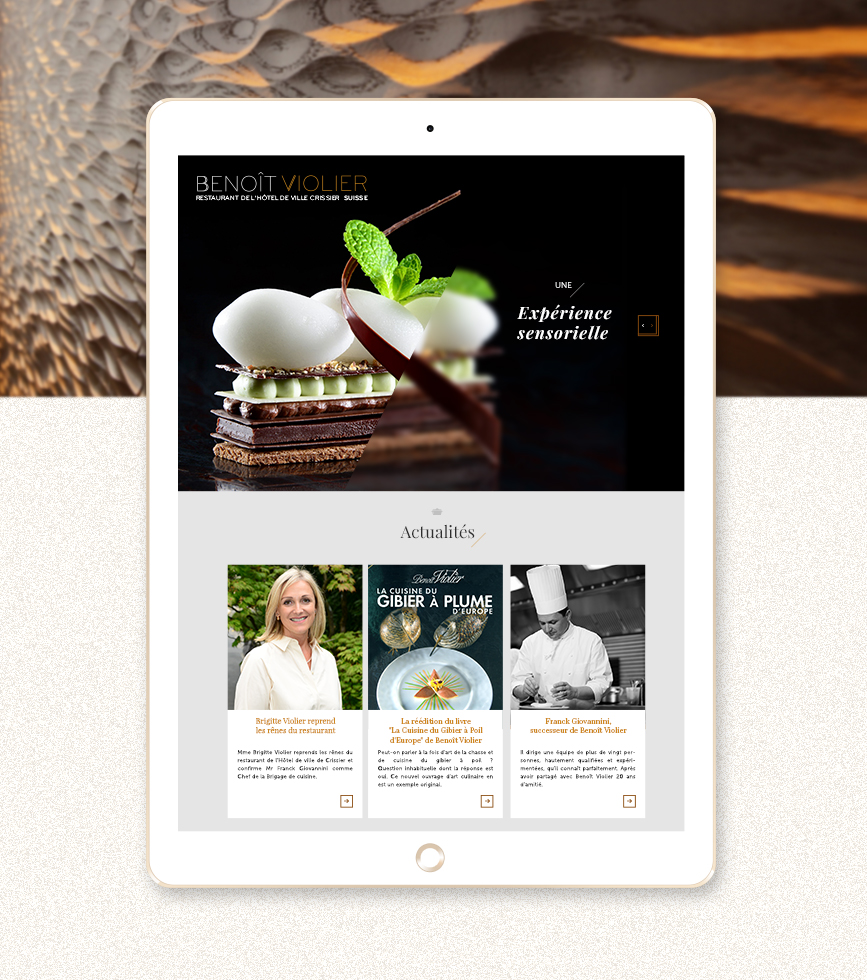 BENOÎT VIOLIER
RESTAURANT DE L'HÔTEL DE VILLE CRISSIER SUISSE
UNE
Expérience
sensorielle
Actualités
Brigitte Violier reprend
les rênes du restaurant
Mme Brigitte Violier reprends les rênes du
restaurant de l'Hôtel de ville de Crissier et
confirme Mr Franck Giovannini comme
Chef de la Brigage de cuisine.
Benoît Violier
LA CUISINE DU
GIBIER À PLUME
D'EUROPE
La réédition du livre
"La Cuisine du Gibier à Poil
d'Europe" de Benoît Violier
Peut-on parler à la fois d'art de la chasse et
de cuisine du gibier à poil ?
Question inhabituelle dont la réponse est
oui. Ce nouvel ouvrage d'art culinaire en
est un exemple original.
Franck Giovannini,
successeur de Benoît Violier
Il dirige une équipe de plus de vingt per-
sonnes, hautement qualifiées et expéri-
mentées, qu'il connaît parfaitement. Après
avoir partagé avec Benoît Violier 20 ans
d'amitié.